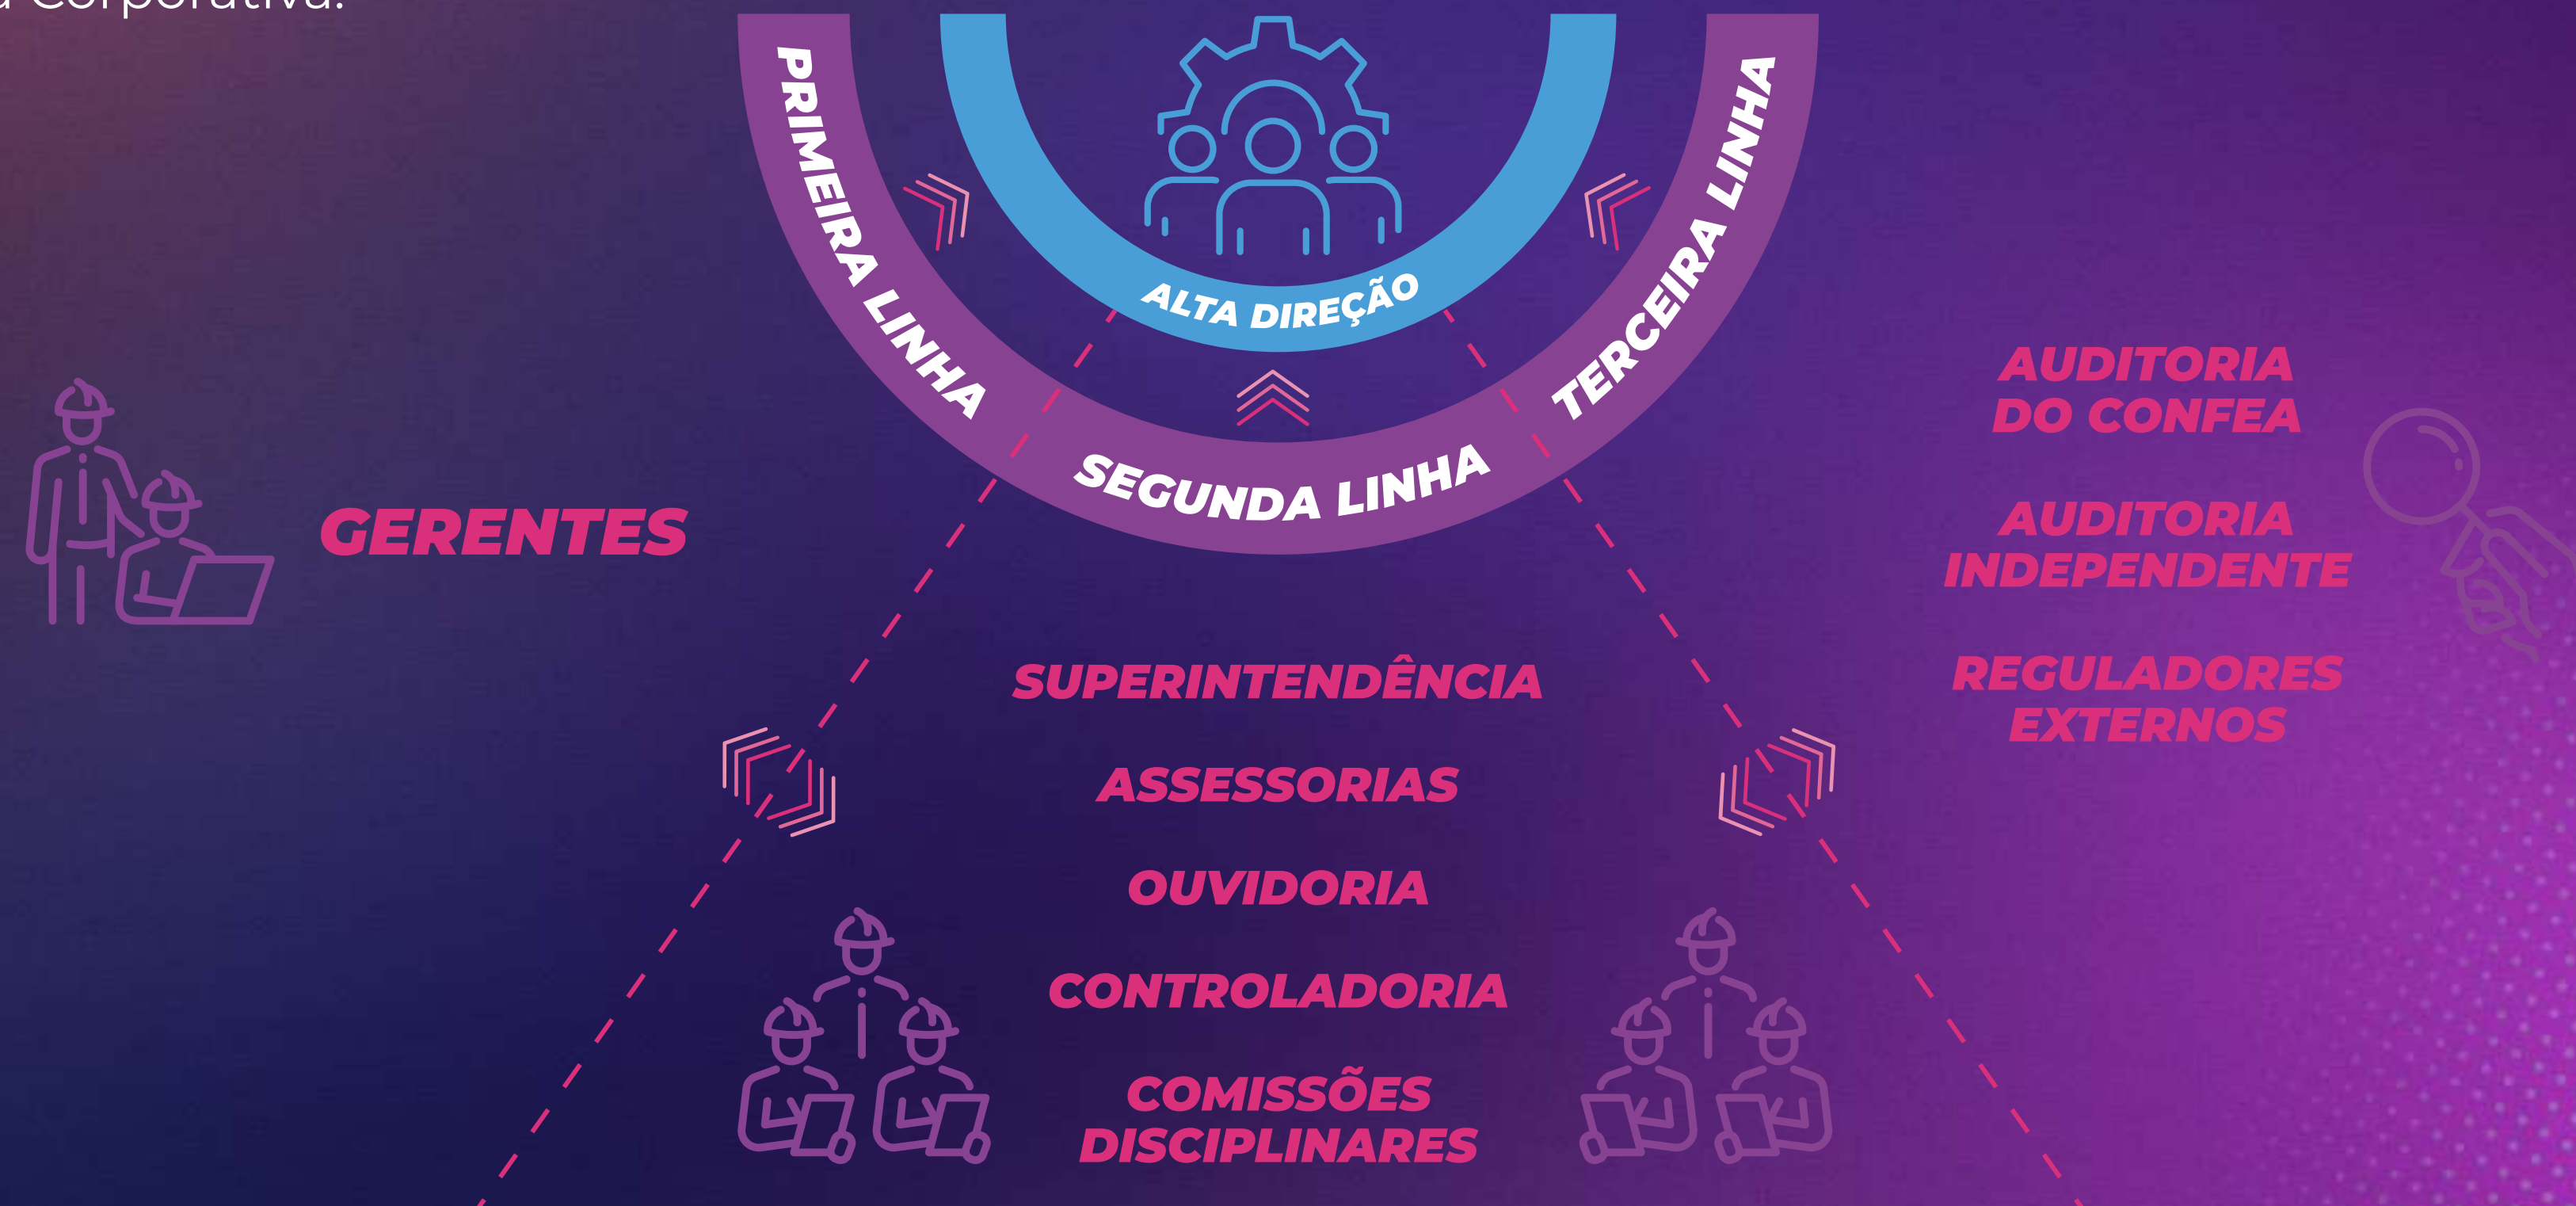 Corporativa.
PRIMEIRA LINHA
ALTA DIREÇÃO
SEGUNDA LINHA
TERCEIRA LINHA
GERENTES
SUPERINTENDÊNCIA
ASSESSORIAS
OUVIDORIA
CONTROLADORIA
COMISSÕES
DISCIPLINARES
AUDITORIA
DO CONFEA
AUDITORIA
INDEPENDENTE
REGULADORES
EXTERNOS